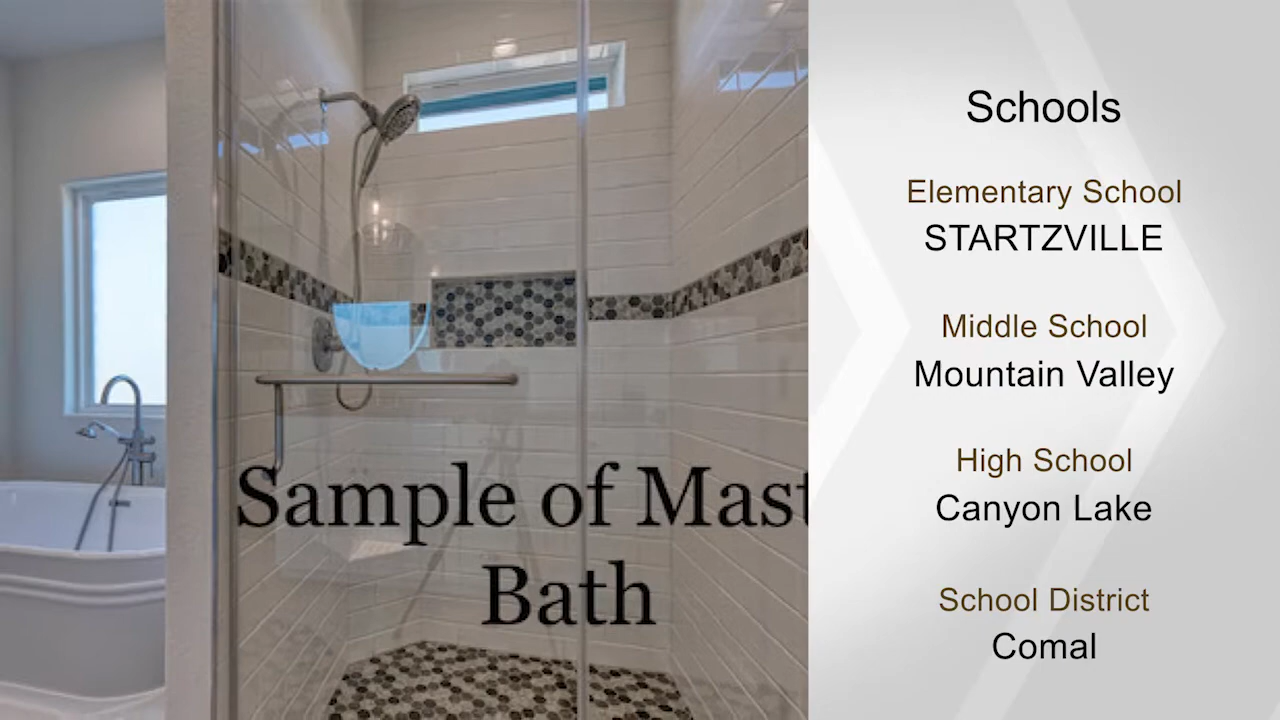 Sample of Mast
Bath
Schools
Elementary School
STARTZVILLE
Middle School
Mountain Valley
High School
Canyon Lake
School District
Comal